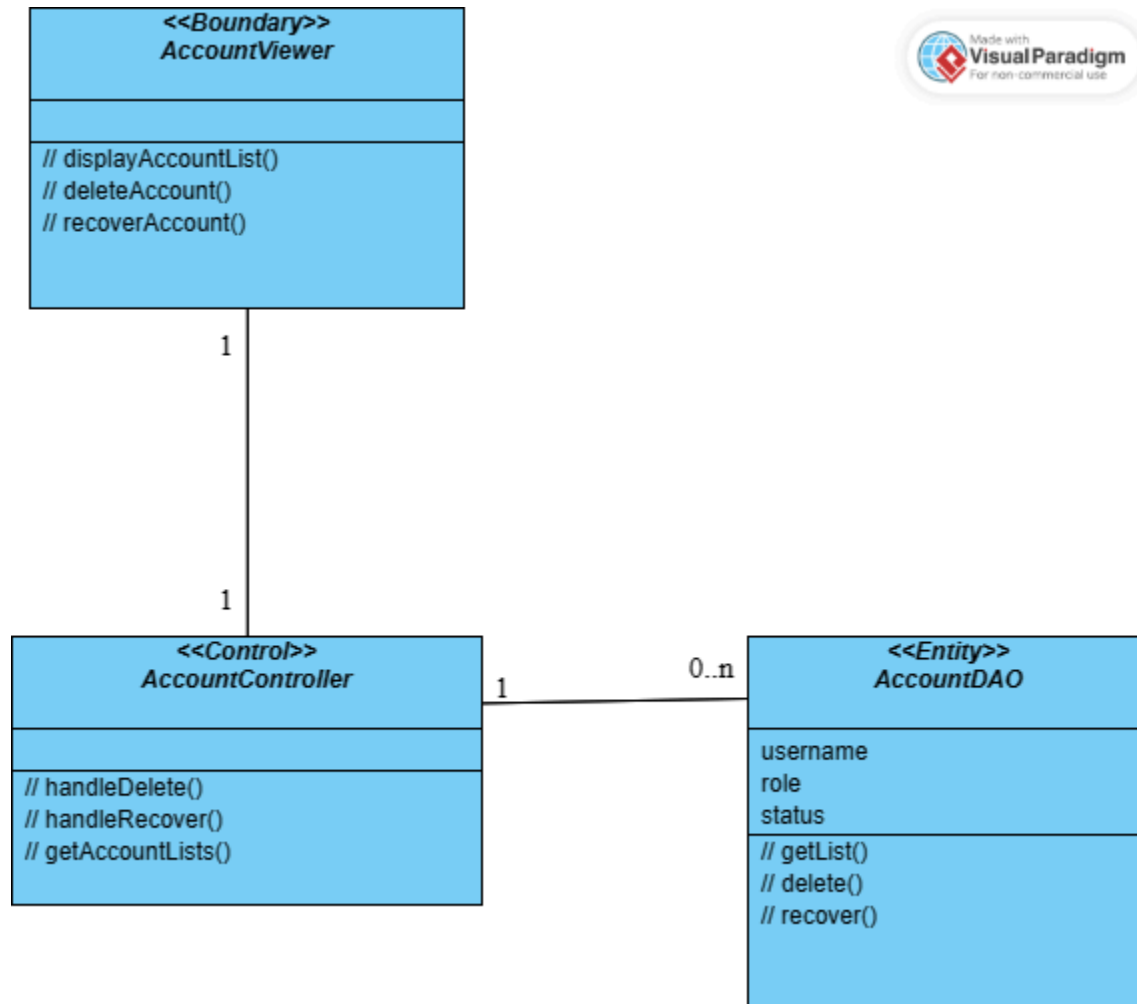 <<Boundary>>
AccountViewer
// displayAccountList()
// deleteAccount()
// recoverAccount()
Made with
Visual Paradigm
For non-commercial use
1
1
<<Control>>
AccountController
// handleDelete()
// handleRecover()
// getAccountLists()
1
0..n
<<Entity>>
AccountDAO
username
role
status
// getList()
// delete()
// recover()